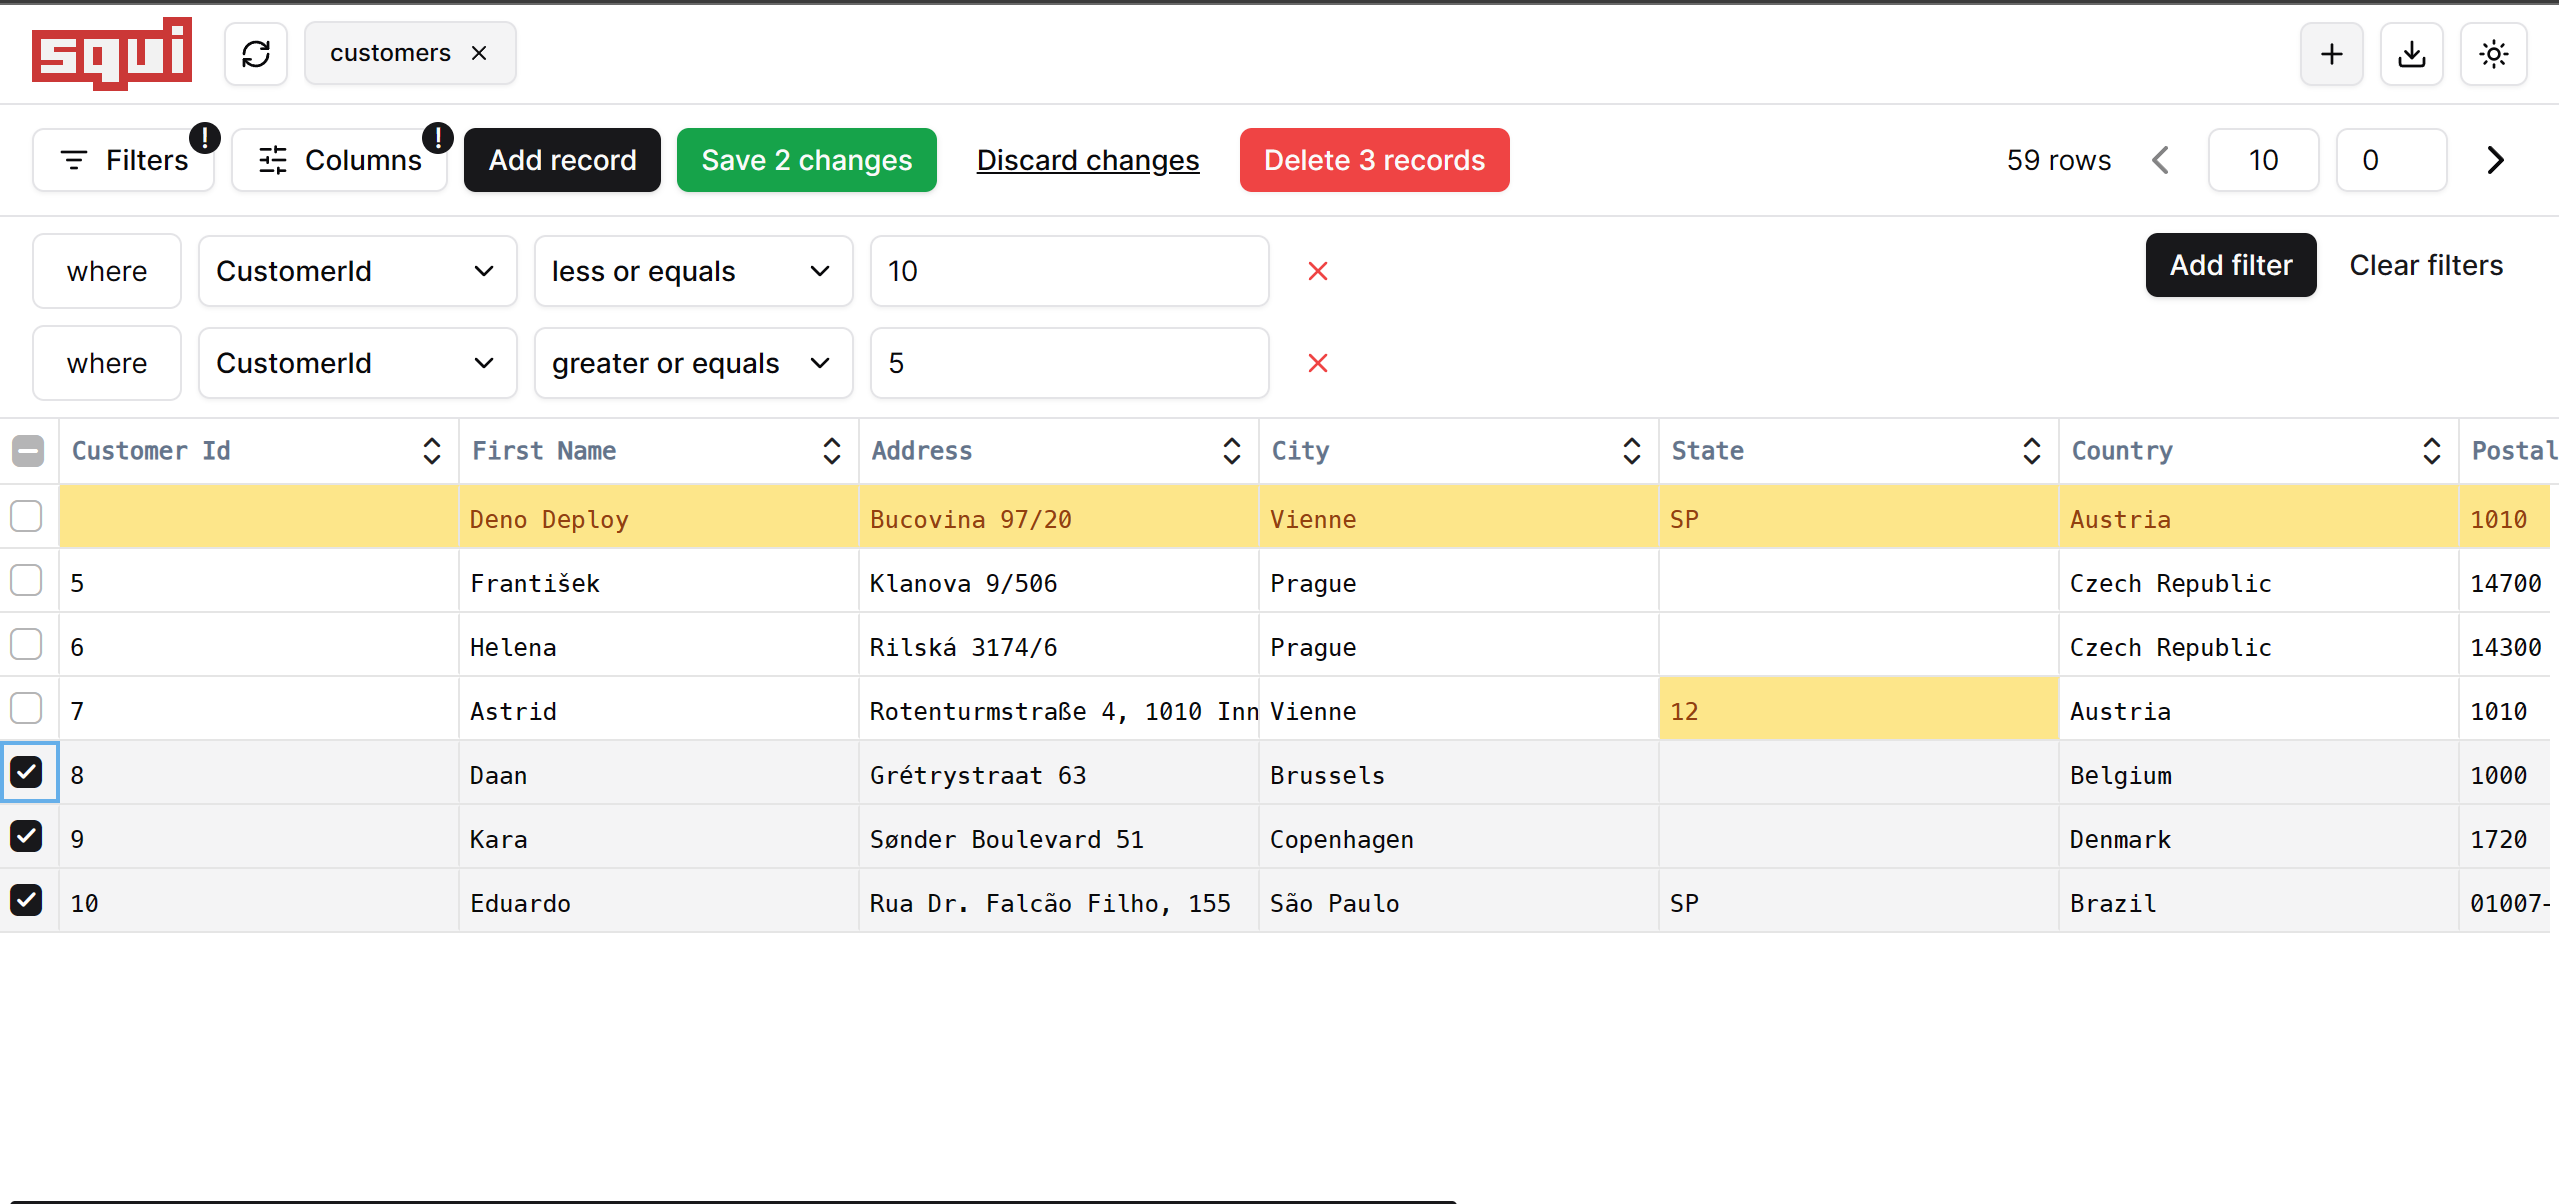 squi customers
Filters ! Columns ! Add record Save 2 changes Discard changes Delete 3 records 59 rows 10 0
where CustomerId less or equals 10 Add filter Clear filters
where CustomerId greater or equals 5
Customer Id First Name Address City State Country Postal
Deno Deploy Bucovina 97/20 Vienne SP Austria 1010
5 František Klanova 9/506 Prague Czech Republic 14700
6 Helena Rilská 3174/6 Prague Czech Republic 14300
7 Astrid Rotenturmstraße 4, 1010 Inn Vienne 12 Austria 1010
8 Daan Grétrystraat 63 Brussels Belgium 1000
9 Kara Sønder Boulevard 51 Copenhagen Denmark 1720
10 Eduardo Rua Dr. Falcão Filho, 155 São Paulo SP Brazil 01007-